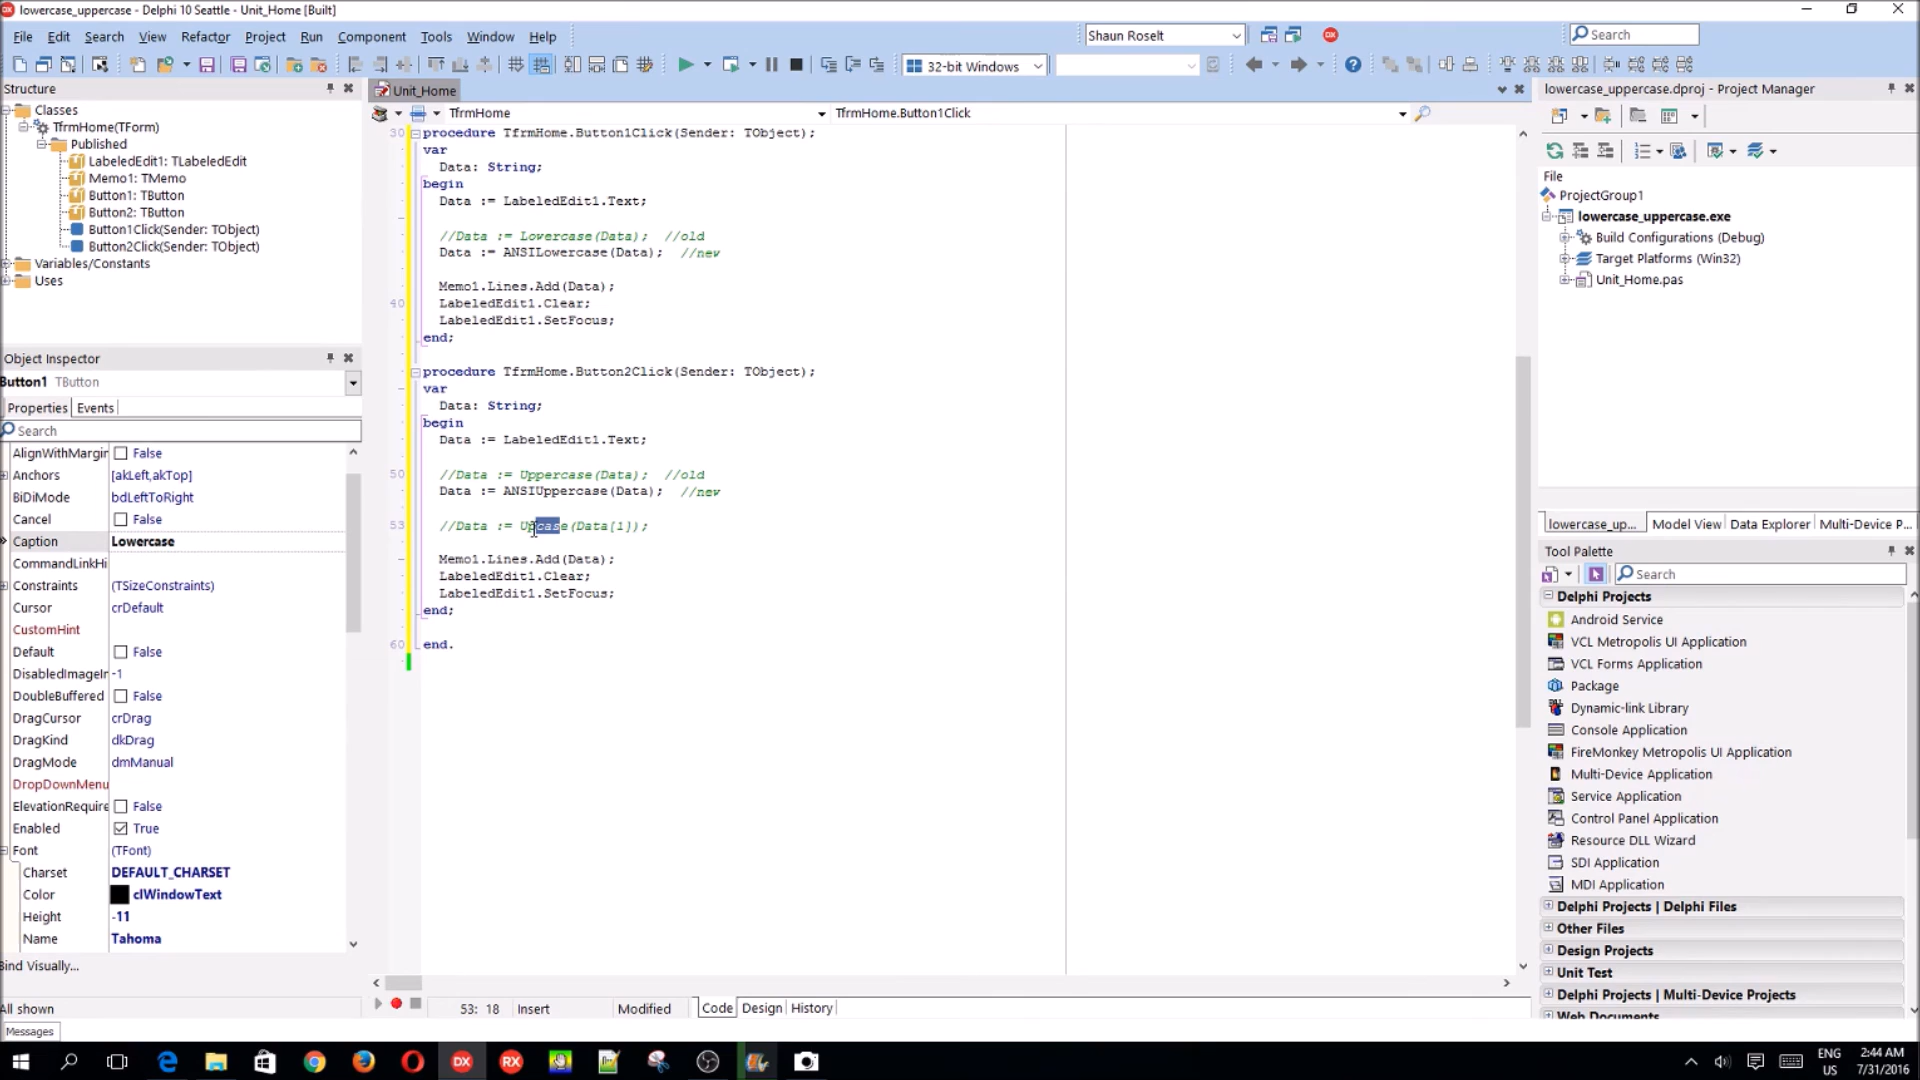 lowercase_uppercase - Delphi 10 Seattle - Unit_Home [Built]
File Edit Search View Refactor Project Run Component Tools Window Help
Shaun Roselt
Search
32-bit Windows
Structure
Classes
TfrmHome(TForm)
Published
LabeledEdit1: TLabeledEdit
Memo1: TMemo
Button1: TButton
Button2: TButton
Button1Click(Sender: TObject)
Button2Click(Sender: TObject)
Variables/Constants
Uses
Object Inspector
Button1 TButton
Properties Events
Search
AlignWithMargin False
Anchors [akLeft,akTop]
BiDiMode bdLeftToRight
Cancel False
Caption Lowercase
CommandLinkHi
Constraints (TSizeConstraints)
Cursor crDefault
CustomHint
Default False
DisabledImageIr -1
DoubleBuffered False
DragCursor crDrag
DragKind dkDrag
DragMode dmManual
DropDownMenu
ElevationRequire False
Enabled True
Font (TFont)
Charset DEFAULT_CHARSET
Color clWindowText
Height -11
Name Tahoma
Bind Visually...
All shown
Messages
Unit_Home
TfrmHome TfrmHome.Button1Click
30 procedure TfrmHome.Button1Click(Sender: TObject);
var
Data: String;
begin
Data := LabeledEdit1.Text;
//Data := Lowercase(Data); //old
Data := ANSILowercase(Data); //new
Memo1.Lines.Add(Data);
40 LabeledEdit1.Clear;
LabeledEdit1.SetFocus;
end;
procedure TfrmHome.Button2Click(Sender: TObject);
var
Data: String;
begin
Data := LabeledEdit1.Text;
50 //Data := Uppercase(Data); //old
Data := ANSIUppercase(Data); //new
53 //Data := Upcase(Data[1]);
Memo1.Lines.Add(Data);
LabeledEdit1.Clear;
LabeledEdit1.SetFocus;
end;
60 end.
53: 18 Insert Modified Code Design History
lowercase_uppercase.dproj - Project Manager
File
ProjectGroup1
lowercase_uppercase.exe
Build Configurations (Debug)
Target Platforms (Win32)
Unit_Home.pas
lowercase_up... Model View Data Explorer Multi-Device P...
Tool Palette
Search
Delphi Projects
Android Service
VCL Metropolis UI Application
VCL Forms Application
Package
Dynamic-link Library
Console Application
FireMonkey Metropolis UI Application
Multi-Device Application
Service Application
Control Panel Application
Resource DLL Wizard
SDI Application
MDI Application
Delphi Projects | Delphi Files
Other Files
Design Projects
Unit Test
Delphi Projects | Multi-Device Projects
Web Documents
DX RX
ENG
US
2:44 AM
7/31/2016